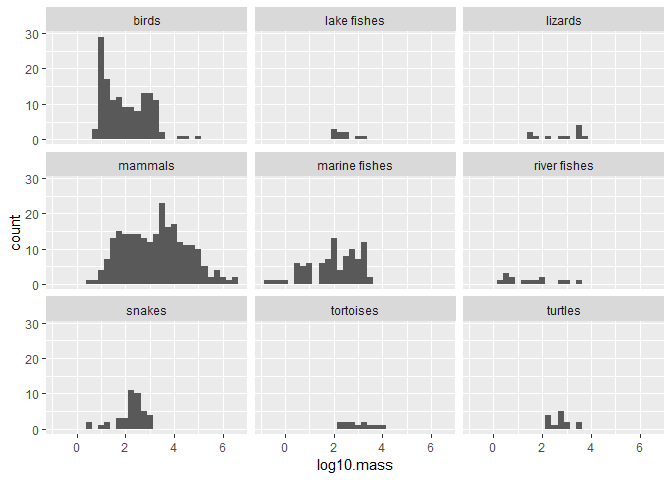 birds lake fishes lizards
30
20
10
0
mammals marine fishes river fishes
30
20
10
0
count
snakes tortoises turtles
30
20
10
0
0 2 4 6 0 2 4 6 0 2 4 6
log10.mass